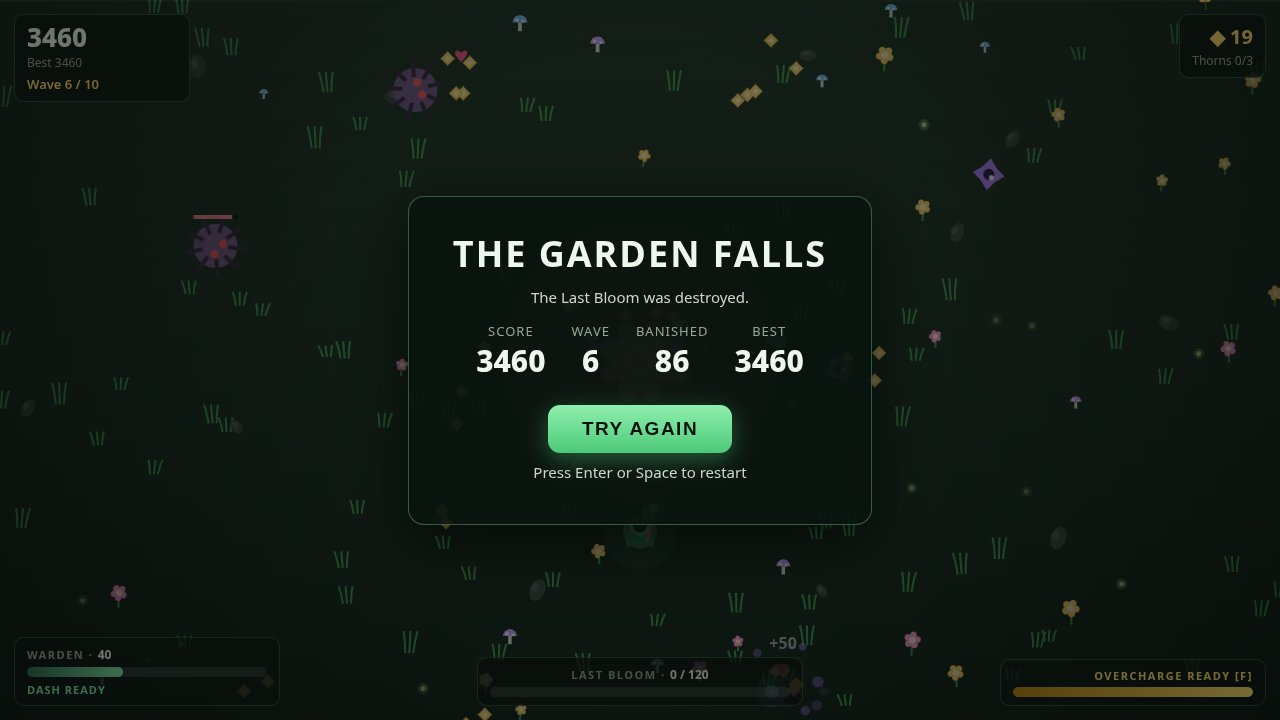 3460
Best 3460
Wave 6 / 10
◆ 19
Thorns 0/3
THE GARDEN FALLS
The Last Bloom was destroyed.
SCORE WAVE BANISHED BEST
3460 6 86 3460
TRY AGAIN
Press Enter or Space to restart
+50
WARDEN · 40
DASH READY
LAST BLOOM · 0 / 120
OVERCHARGE READY [F]